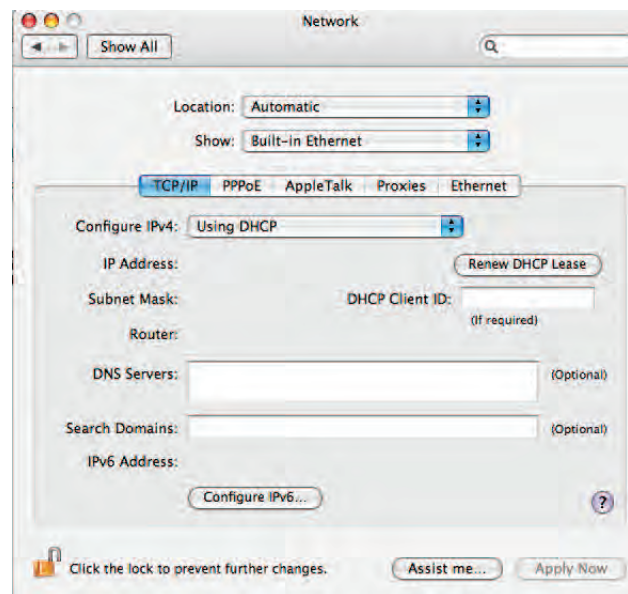 Network
Show All
Location: Automatic
Show: Built-in Ethernet
TCP/IP PPPoE AppleTalk Proxies Ethernet
Configure IPv4: Using DHCP
IP Address: Renew DHCP Lease
Subnet Mask: DHCP Client ID:
(If required)
Router:
DNS Servers: (Optional)
Search Domains: (Optional)
IPv6 Address:
Configure IPv6... ?
Click the lock to prevent further changes. Assist me... Apply Now